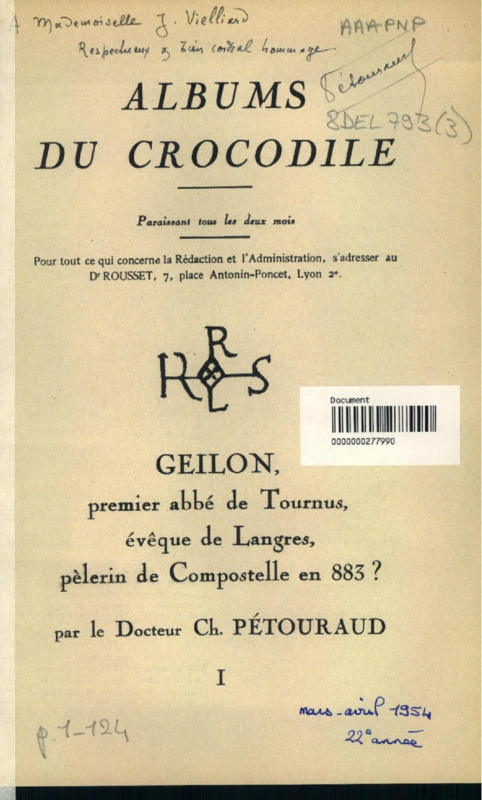 A Mademoiselle J. Vielliard
Respectueux & bien cordial hommage
AAAPNP
Pétouraud
8DEL 793(3)
ALBUMS
DU CROCODILE
Paraissant tous les deux mois
Pour tout ce qui concerne la Rédaction et l'Administration, s'adresser au
Dr ROUSSET, 7, place Antonin-Poncet, Lyon 2e.
R
K S
L
Document
0000000277990
GEILON,
premier abbé de Tournus,
évêque de Langres,
pèlerin de Compostelle en 883 ?
par le Docteur Ch. PÉTOURAUD
I
mars-avril 1954
22e année
p.1-124